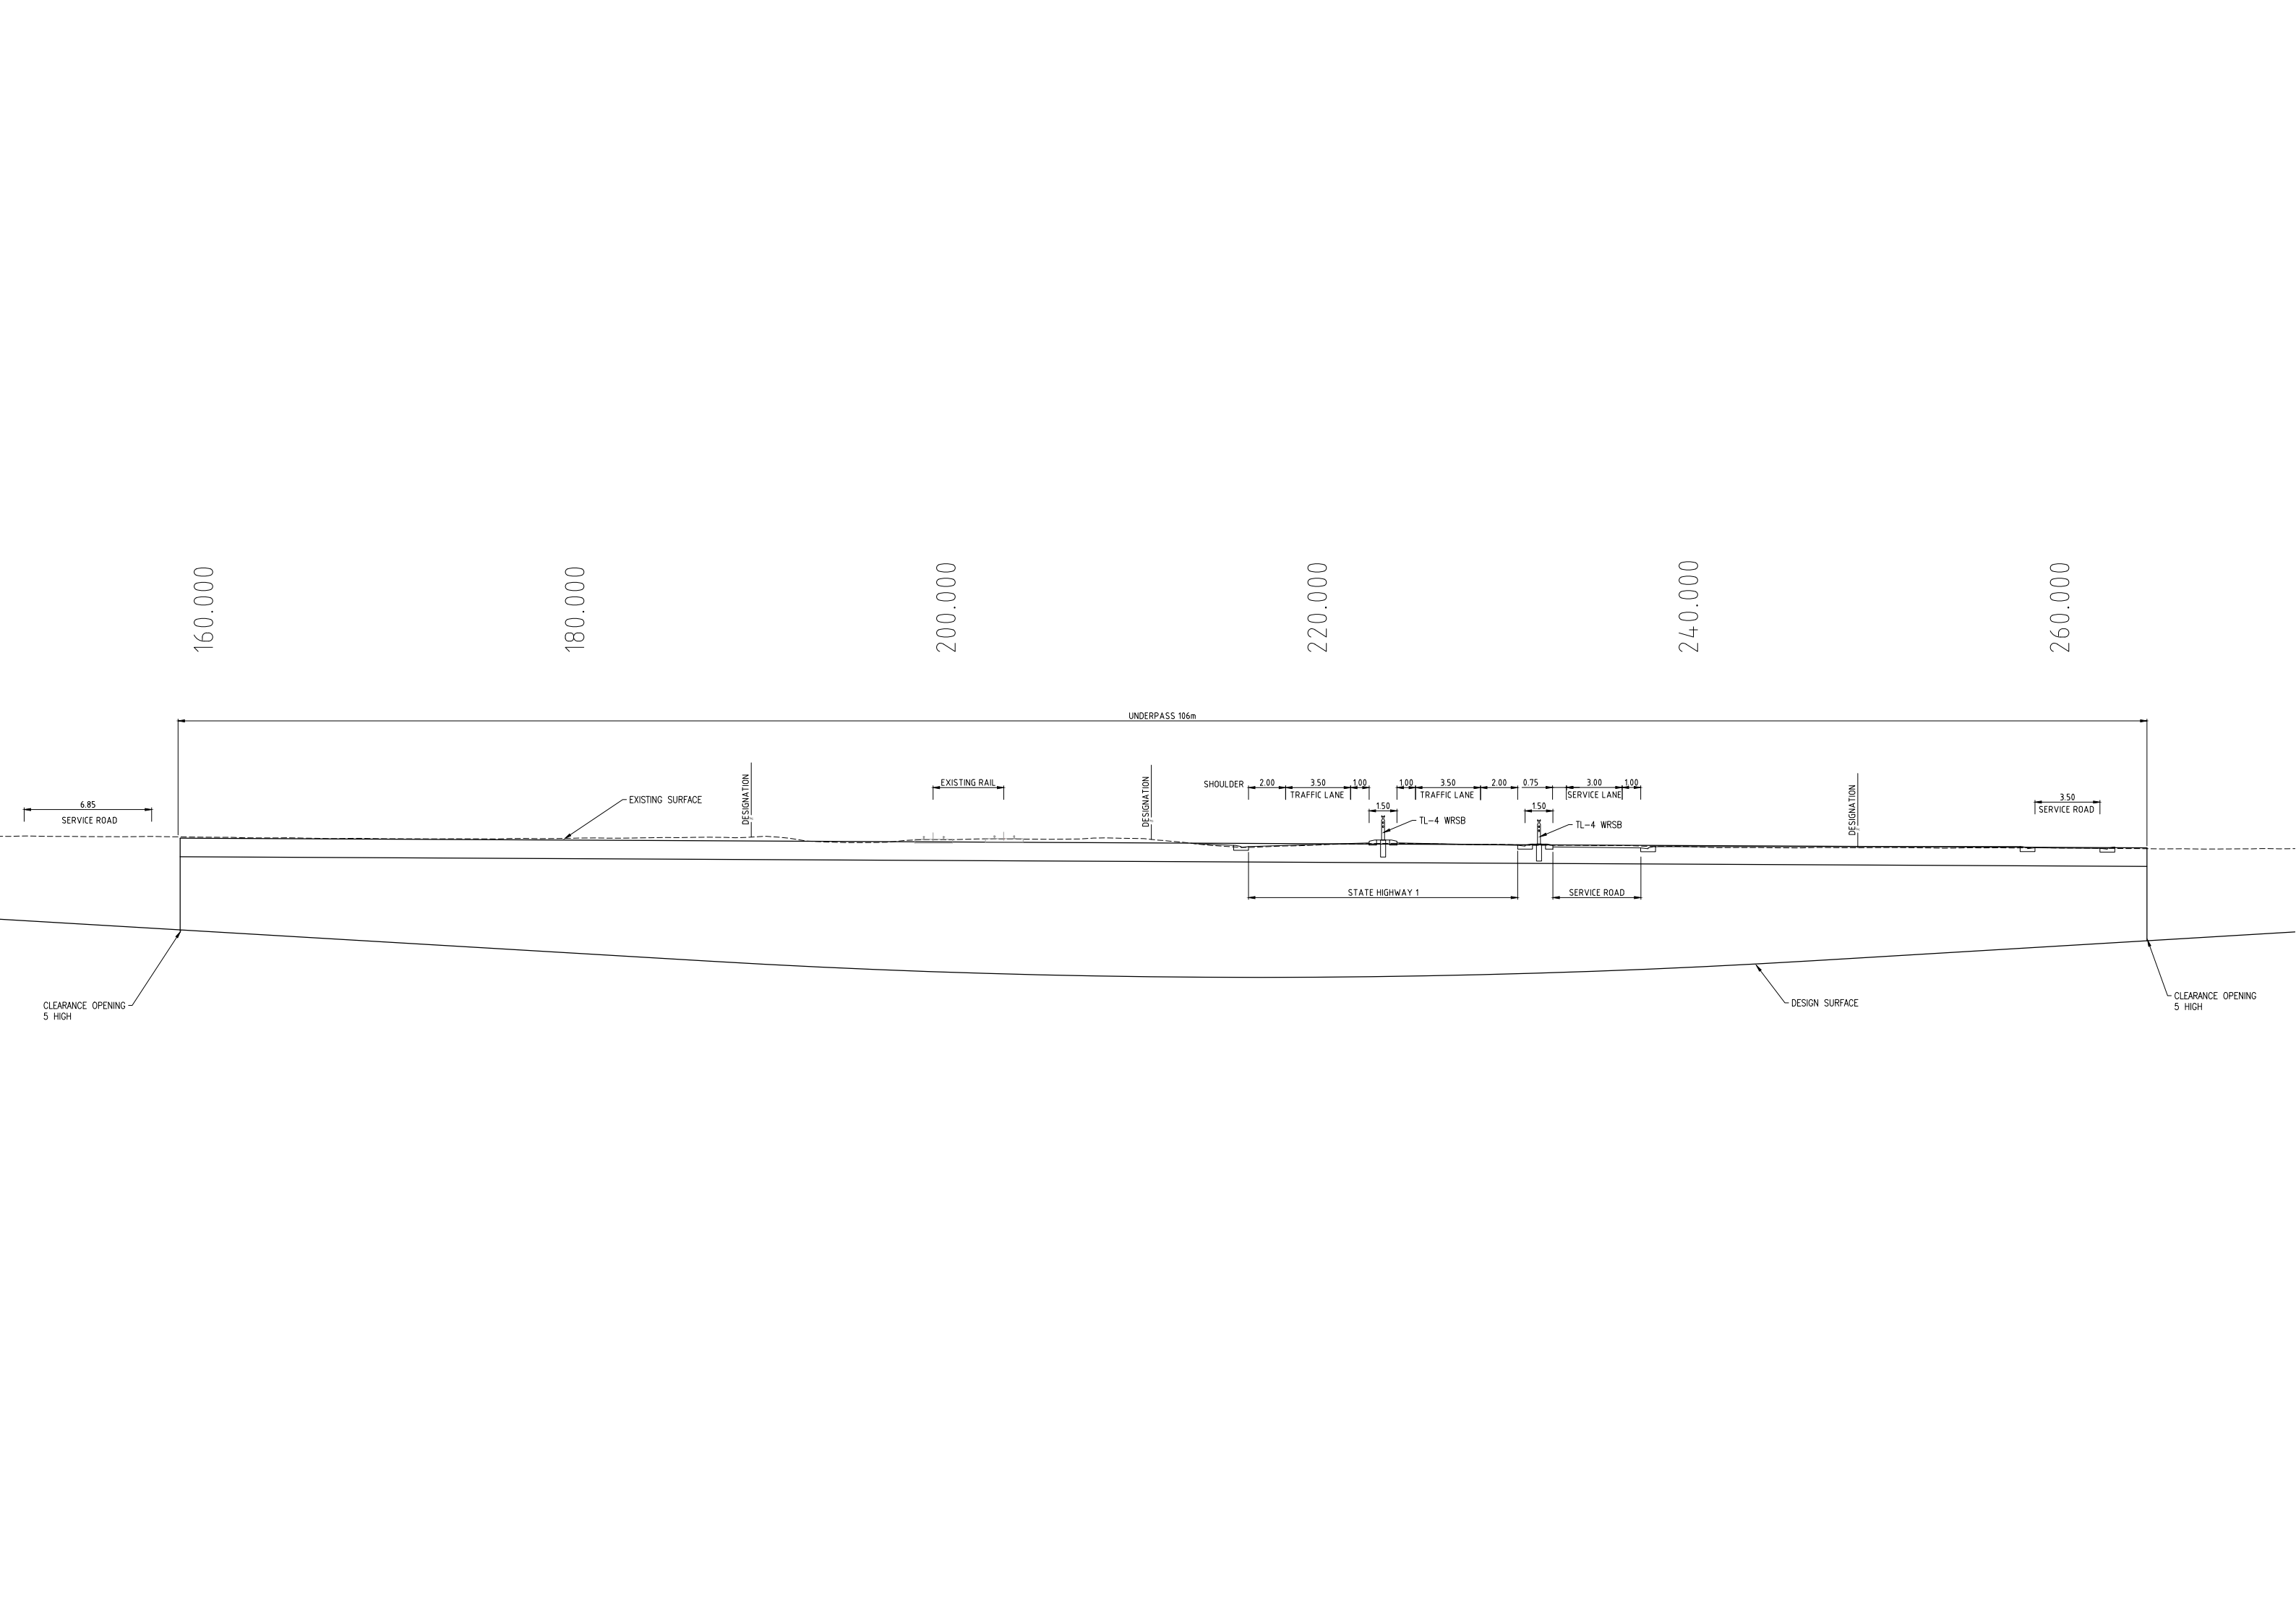 160.000
180.000
200.000
220.000
240.000
260.000
UNDERPASS 106m
EXISTING RAIL
SHOULDER
2.00
3.50
1.00
1.00
3.50
2.00
0.75
3.00
1.00
TRAFFIC LANE
TRAFFIC LANE
SERVICE LANE
DESIGNATION
DESIGNATION
DESIGNATION
6.85
SERVICE ROAD
EXISTING SURFACE
1.50
1.50
TL-4 WRSB
TL-4 WRSB
3.50
SERVICE ROAD
STATE HIGHWAY 1
SERVICE ROAD
CLEARANCE OPENING
5 HIGH
DESIGN SURFACE
CLEARANCE OPENING
5 HIGH